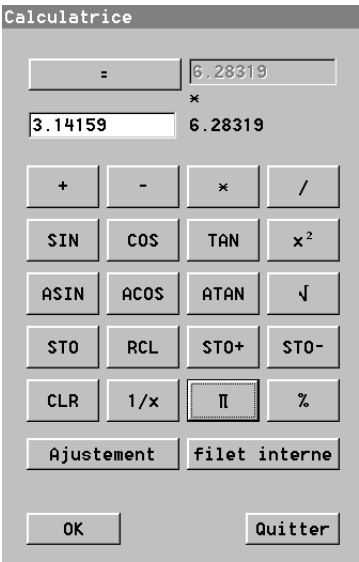 Calculatrice
= 6.28319
*
3.14159 6.28319
+ - * /
SIN COS TAN x²
ASIN ACOS ATAN √
STO RCL STO+ STO-
CLR 1/x Π %
Ajustement filet interne
OK Quitter